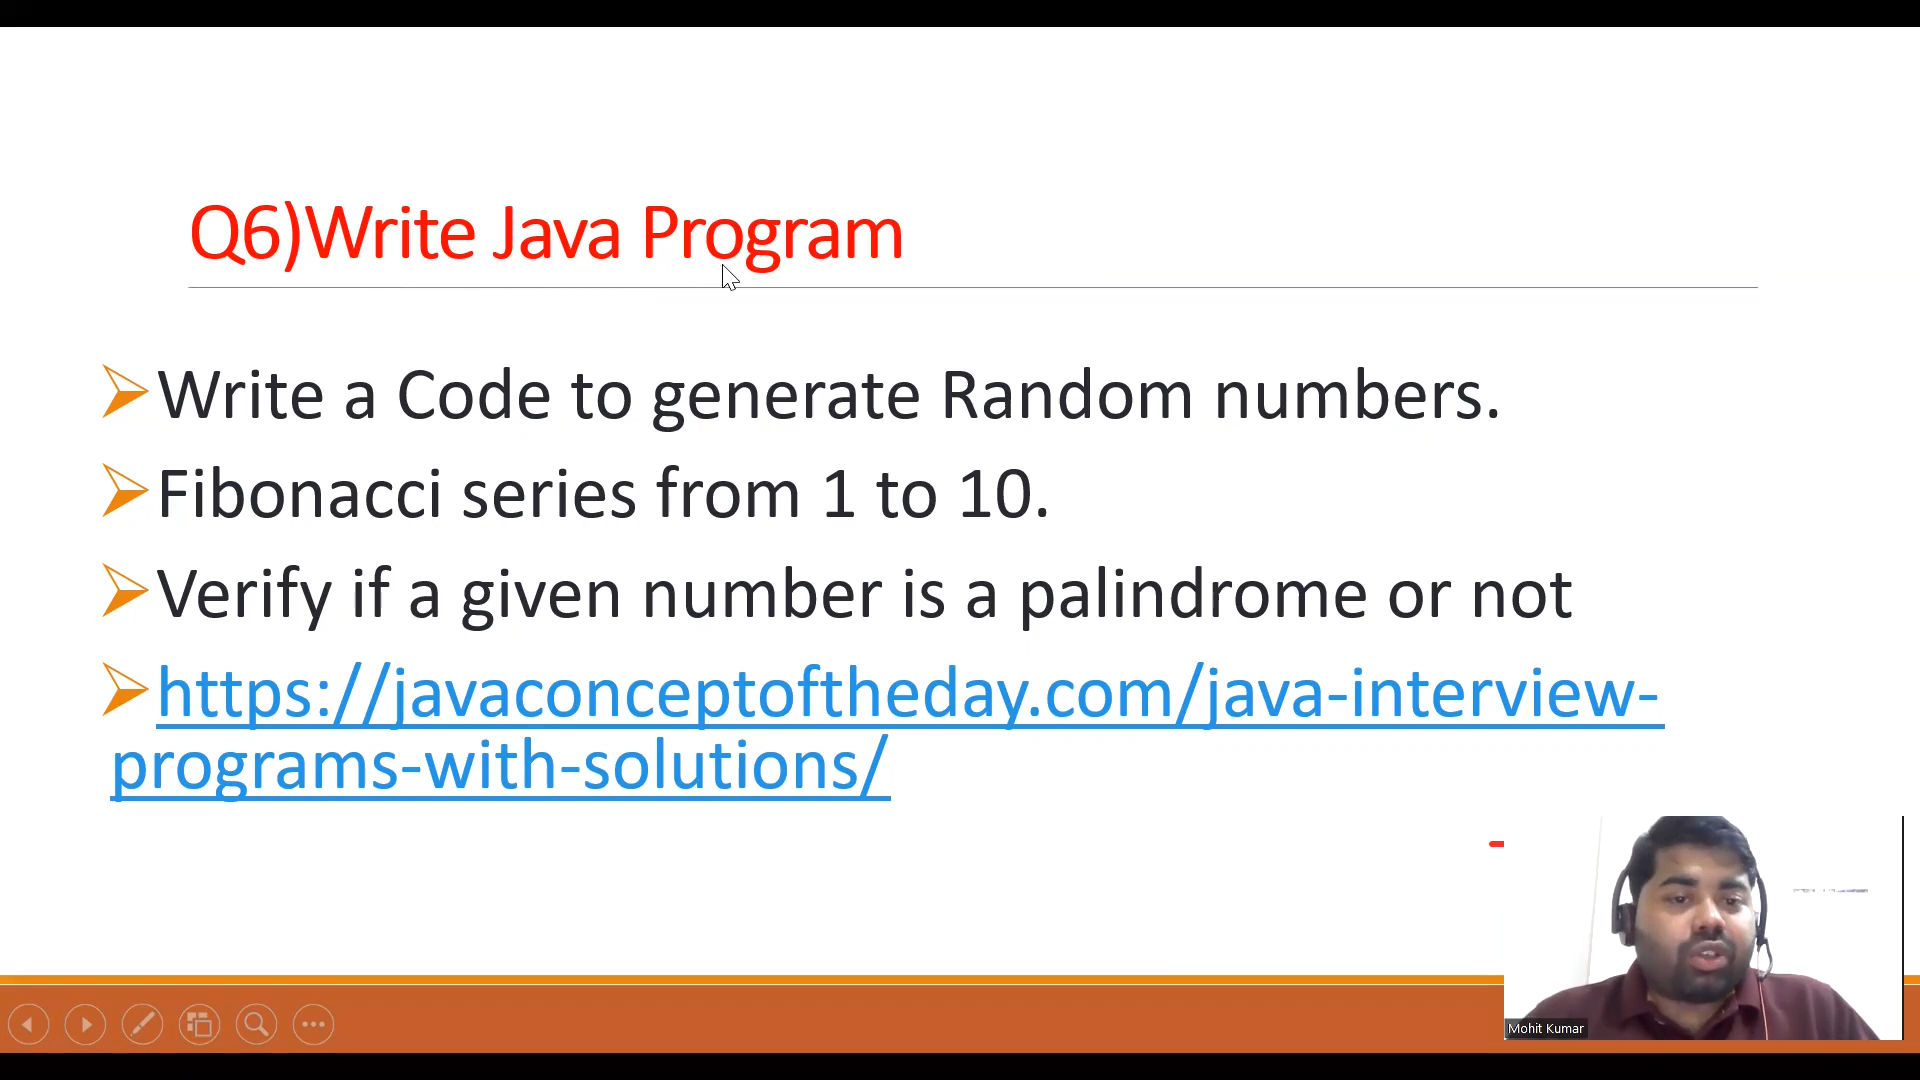 Q6)Write Java Program
Write a Code to generate Random numbers.
Fibonacci series from 1 to 10.
Verify if a given number is a palindrome or not
https://javaconceptoftheday.com/java-interview-
programs-with-solutions/
Mohit Kumar